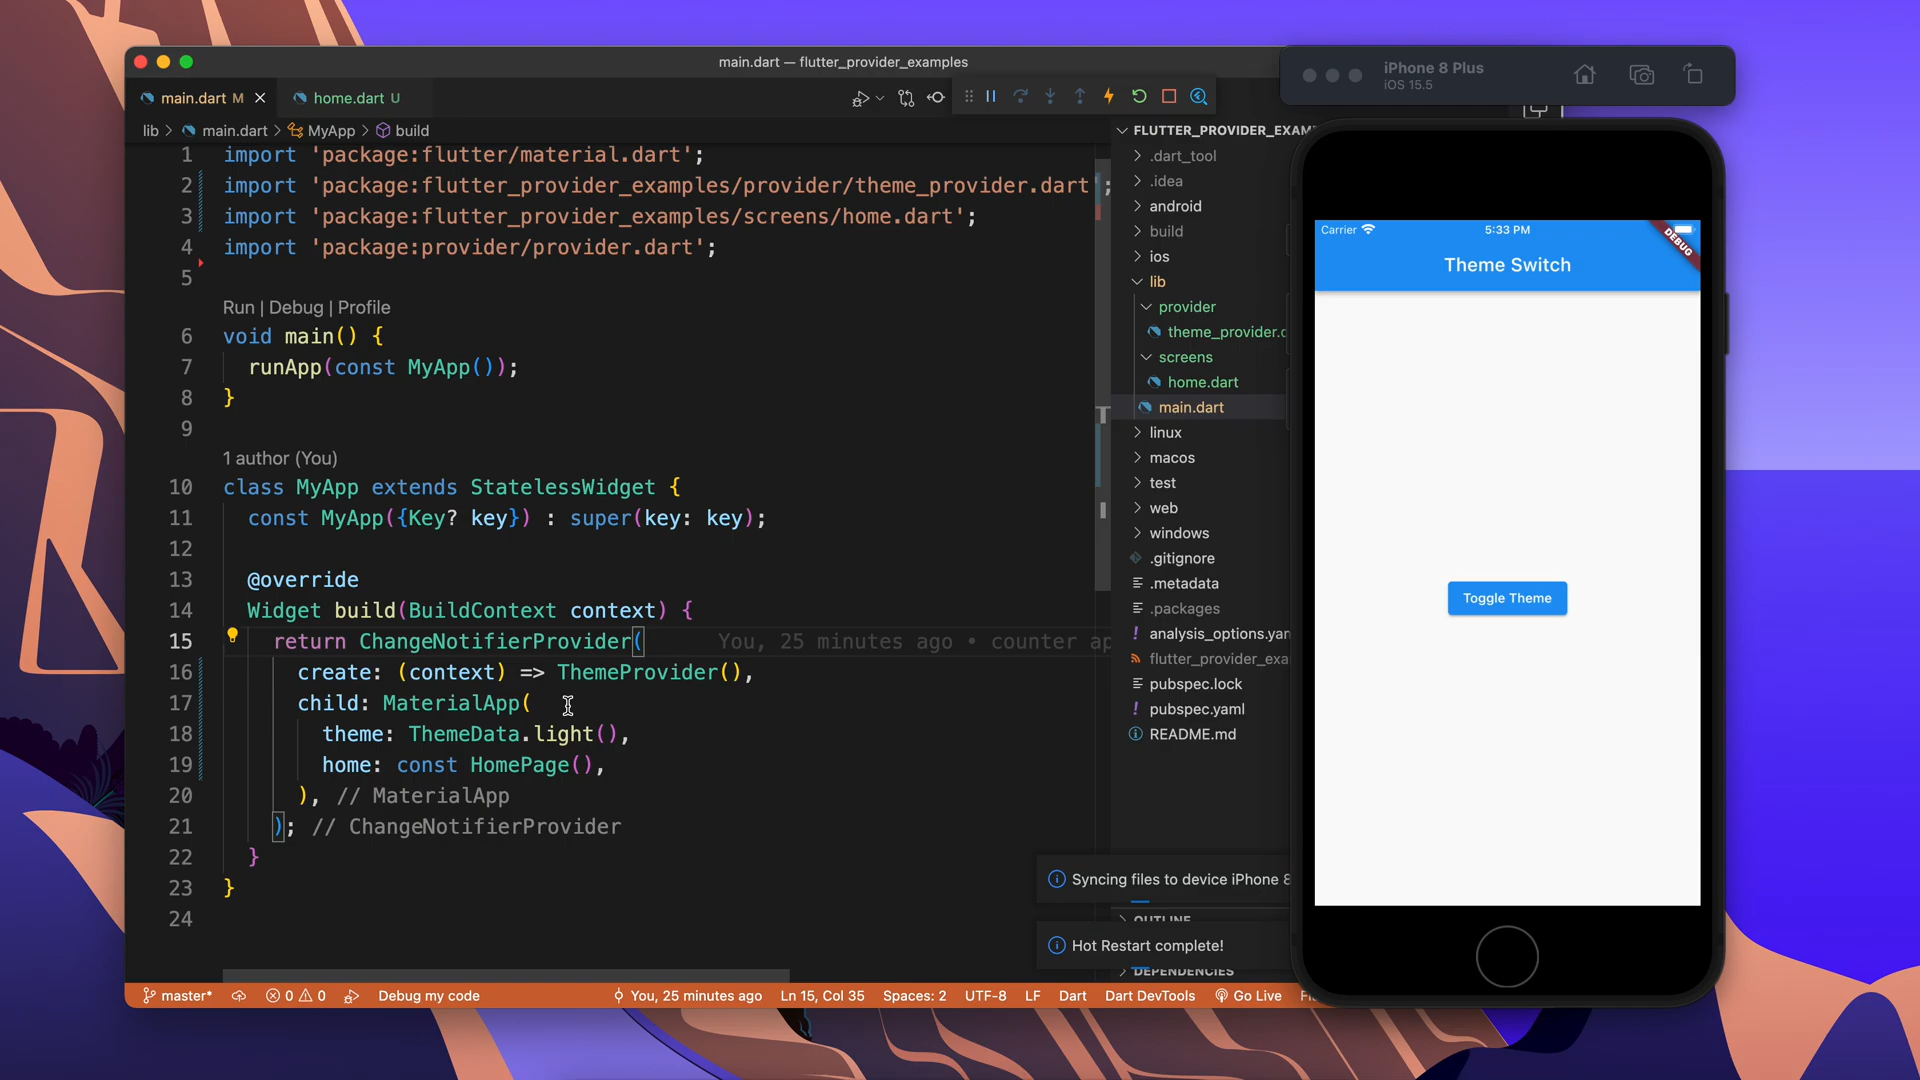 main.dart — flutter_provider_examples
main.dart M
home.dart U
lib > main.dart > MyApp > build
1 import 'package:flutter/material.dart';
2 import 'package:flutter_provider_examples/provider/theme_provider.dart';
3 import 'package:flutter_provider_examples/screens/home.dart';
4 import 'package:provider/provider.dart';
5
Run | Debug | Profile
6 void main() {
7 runApp(const MyApp());
8 }
9
1 author (You)
10 class MyApp extends StatelessWidget {
11 const MyApp({Key? key}) : super(key: key);
12
13 @override
14 Widget build(BuildContext context) {
15 return ChangeNotifierProvider( You, 25 minutes ago • counter ap
16 create: (context) => ThemeProvider(),
17 child: MaterialApp(
18 theme: ThemeData.light(),
19 home: const HomePage(),
20 ), // MaterialApp
21 ); // ChangeNotifierProvider
22 }
23 }
24
FLUTTER_PROVIDER_EXAM
.dart_tool
.idea
android
build
ios
lib
provider
theme_provider.d
screens
home.dart
main.dart
linux
macos
test
web
windows
.gitignore
.metadata
.packages
analysis_options.yam
flutter_provider_exa
pubspec.lock
pubspec.yaml
README.md
Syncing files to device iPhone 8
OUTLINE
Hot Restart complete!
DEPENDENCIES
master*
0 0
Debug my code
You, 25 minutes ago
Ln 15, Col 35
Spaces: 2
UTF-8
LF
Dart
Dart DevTools
Go Live
iPhone 8 Plus
iOS 15.5
Carrier
5:33 PM
DEBUG
Theme Switch
Toggle Theme